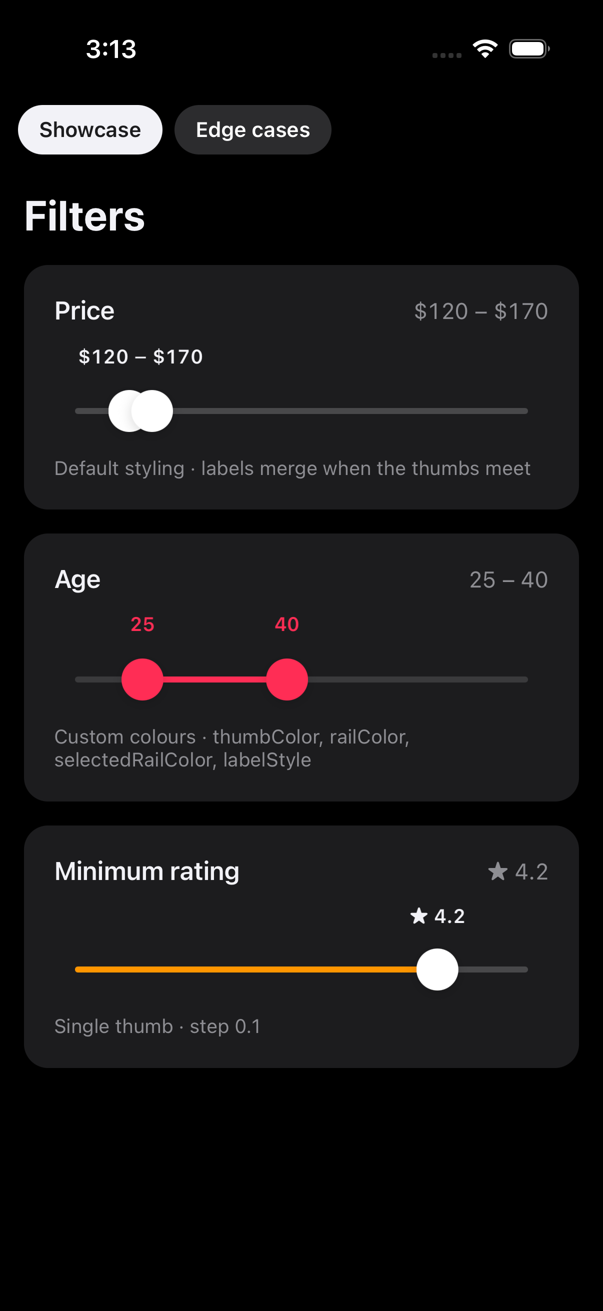 3:13
Showcase Edge cases
Filters
Price $120 – $170
$120 – $170
Default styling · labels merge when the thumbs meet
Age 25 – 40
25 40
Custom colours · thumbColor, railColor,
selectedRailColor, labelStyle
Minimum rating ★ 4.2
★ 4.2
Single thumb · step 0.1